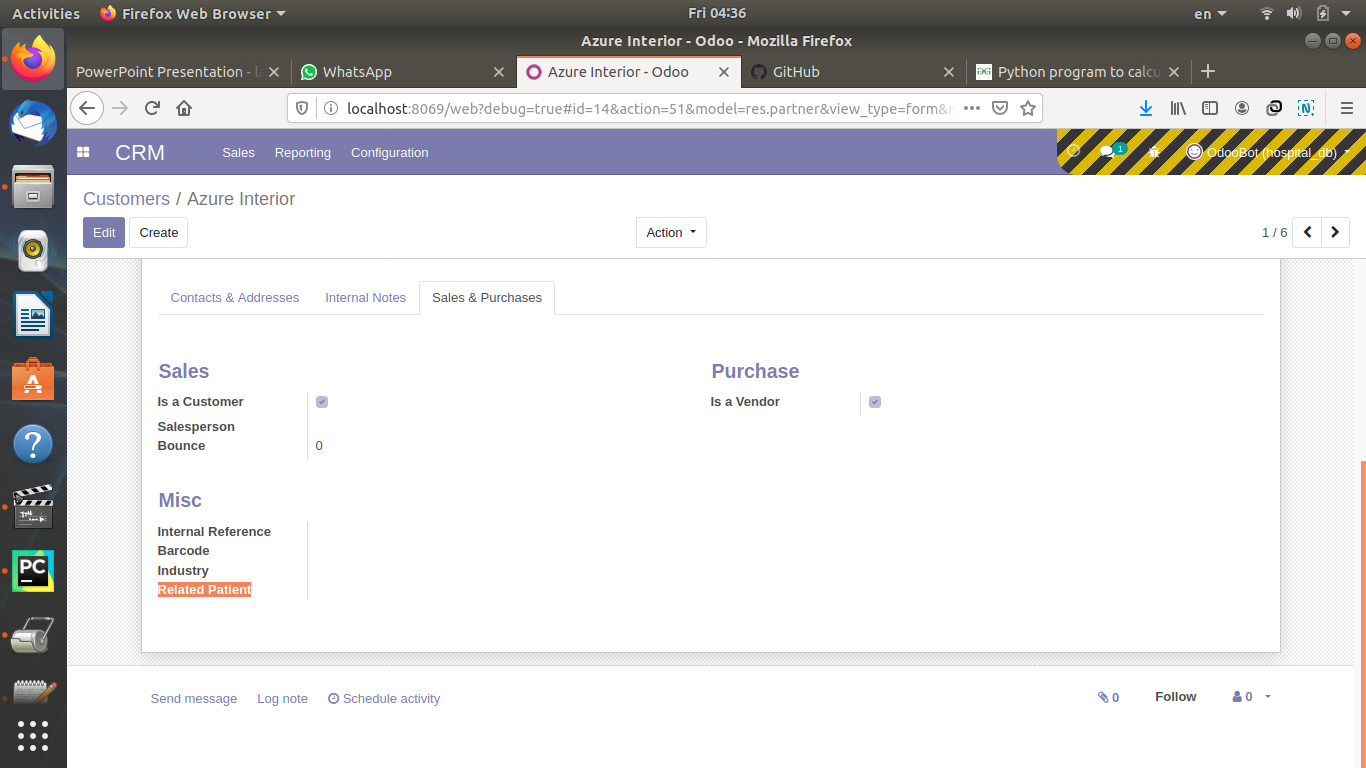 Activities Firefox Web Browser Fri 04:36 en
Azure Interior - Odoo - Mozilla Firefox
PowerPoint Presentation - WhatsApp Azure Interior - Odoo GitHub Python program to calcu
localhost:8069/web?debug=true#id=14&action=51&model=res.partner&view_type=form&
CRM Sales Reporting Configuration 1 OdooBot (hospital_db)
Customers / Azure Interior
Edit Create Action 1 / 6
Contacts & Addresses Internal Notes Sales & Purchases
Sales Purchase
Is a Customer Is a Vendor
Salesperson
Bounce 0
Misc
Internal Reference
Barcode
Industry
Related Patient
Send message Log note Schedule activity 0 Follow 0